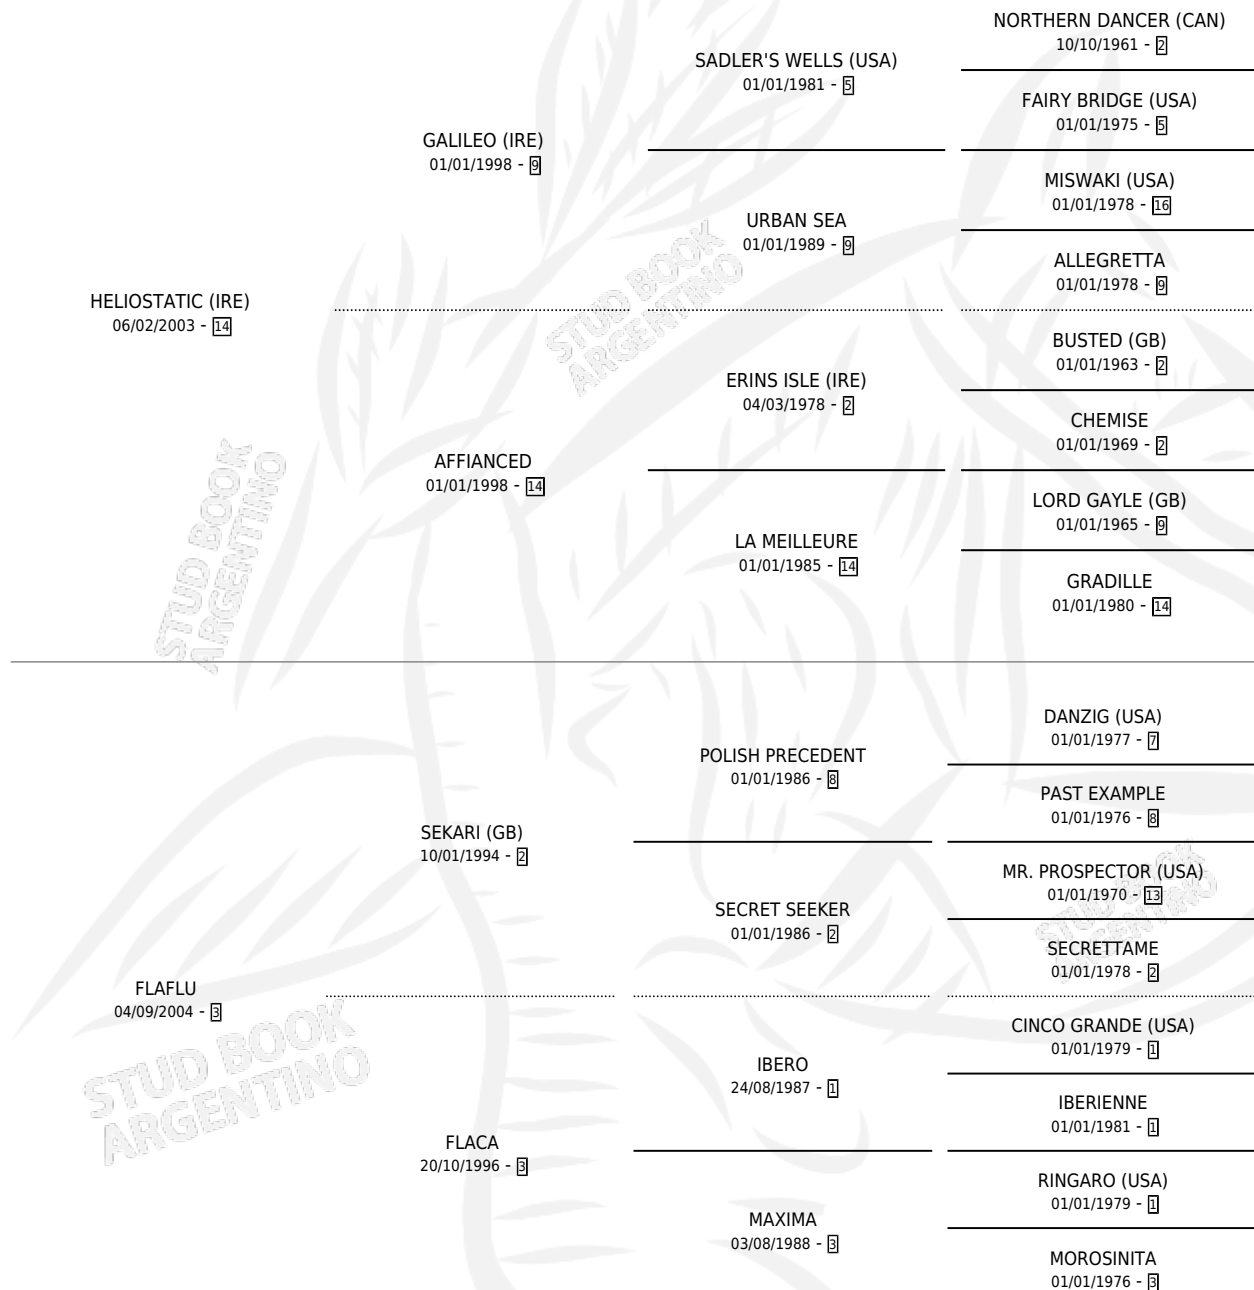 NORTHERN DANCER (CAN)
10/10/1961 - 2
SADLER'S WELLS (USA)
01/01/1981 - 5
FAIRY BRIDGE (USA)
01/01/1975 - 5
GALILEO (IRE)
01/01/1998 - 9
MISWAKI (USA)
01/01/1978 - 16
URBAN SEA
01/01/1989 - 9
ALLEGRETTA
01/01/1978 - 9
HELIOSTATIC (IRE)
06/02/2003 - 14
BUSTED (GB)
01/01/1963 - 2
ERINS ISLE (IRE)
04/03/1978 - 2
CHEMISE
01/01/1969 - 2
AFFIANCED
01/01/1998 - 14
LORD GAYLE (GB)
01/01/1965 - 9
LA MEILLEURE
01/01/1985 - 14
GRADILLE
01/01/1980 - 14
DANZIG (USA)
01/01/1977 - 7
POLISH PRECEDENT
01/01/1986 - 8
PAST EXAMPLE
01/01/1976 - 8
SEKARI (GB)
10/01/1994 - 2
MR. PROSPECTOR (USA)
01/01/1970 - 13
SECRET SEEKER
01/01/1986 - 2
SECRETTAME
01/01/1978 - 2
FLAFLU
04/09/2004 - 3
CINCO GRANDE (USA)
01/01/1979 - 1
IBERO
24/08/1987 - 1
IBERIENNE
01/01/1981 - 1
FLACA
20/10/1996 - 3
RINGARO (USA)
01/01/1979 - 1
MAXIMA
03/08/1988 - 3
MOROSINITA
01/01/1976 - 3
STUD BOOK
ARGENTINO
STUD BOOK
ARGENTINO
STUD BOOK
ARGENTINO
STUD BOOK
ARGENTINO